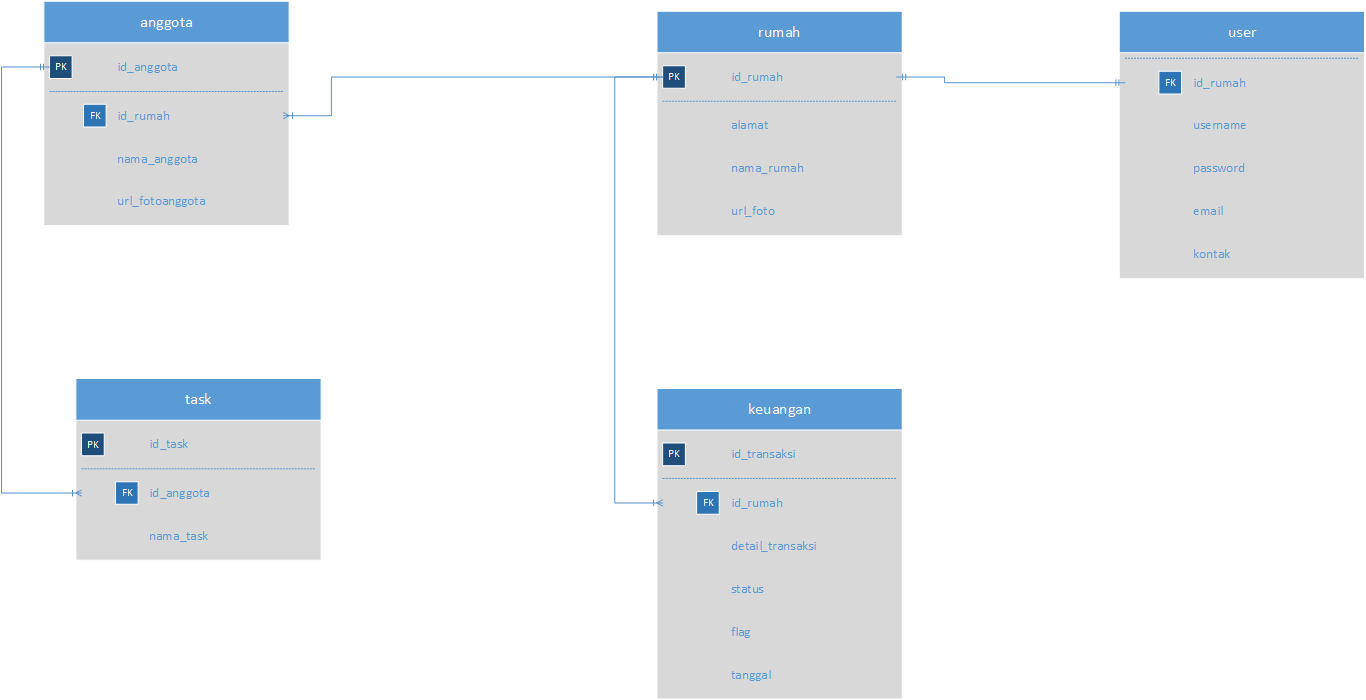 anggota
PK id_anggota
FK id_rumah
nama_anggota
url_fotoanggota
rumah
PK id_rumah
alamat
nama_rumah
url_foto
user
FK id_rumah
username
password
email
kontak
task
PK id_task
FK id_anggota
nama_task
keuangan
PK id_transaksi
FK id_rumah
detail_transaksi
status
flag
tanggal